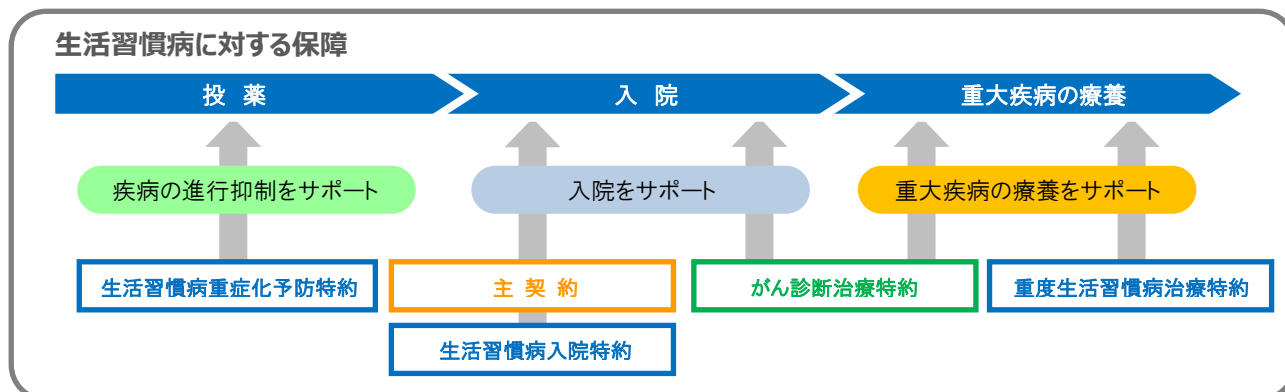 生活習慣病に対する保障
投 薬
入 院
重大疾病の療養
疾病の進行抑制をサポート
入院をサポート
重大疾病の療養をサポート
生活習慣病重症化予防特約
主 契 約
がん診断治療特約
重度生活習慣病治療特約
生活習慣病入院特約